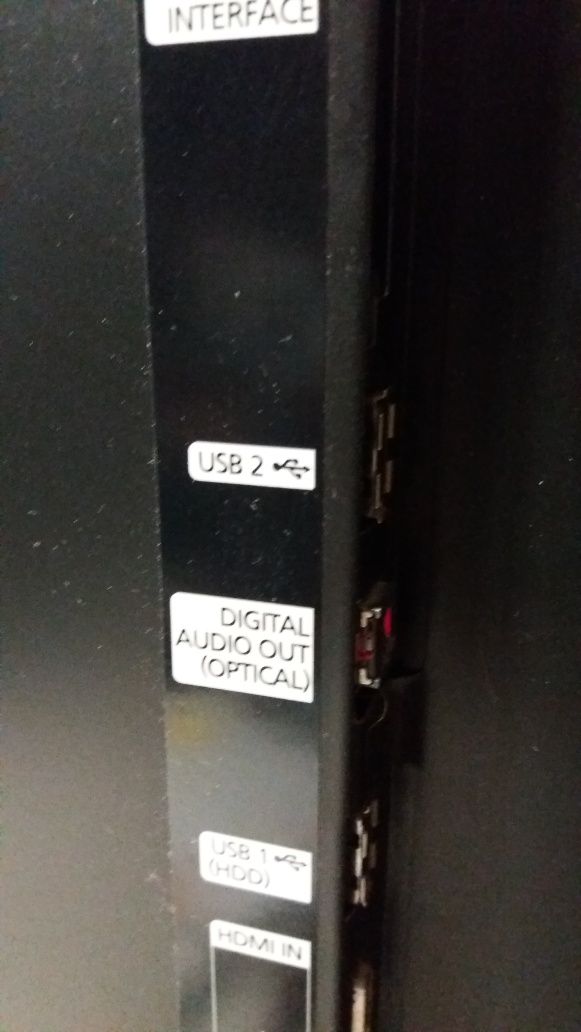 INTERFACE
USB 2
DIGITAL
AUDIO OUT
(OPTICAL)
USB 1
(HDD)
HDMI IN